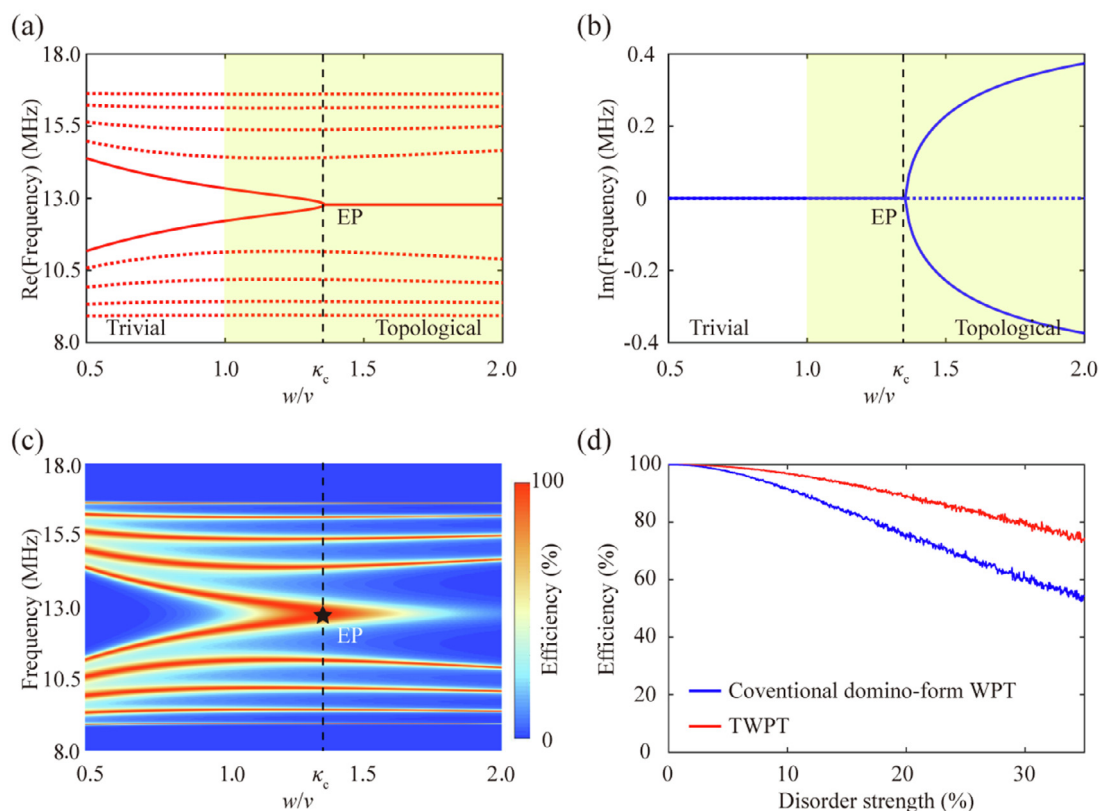 (a)
18.0
15.5
13.0
10.5
8.0
Re(Frequency) (MHz)
EP
Trivial
Topological
0.5
1.0
κc
1.5
2.0
w/v
(b)
0.4
0.2
0
-0.2
-0.4
Im(Frequency) (MHz)
EP
Trivial
Topological
0.5
1.0
κc
1.5
2.0
w/v
(c)
18.0
15.5
13.0
10.5
8.0
Frequency (MHz)
EP
100
0
Efficiency (%)
0.5
1.0
κc
1.5
2.0
w/v
(d)
100
80
60
40
20
0
Efficiency (%)
Coventional domino-form WPT
TWPT
0
10
20
30
Disorder strength (%)